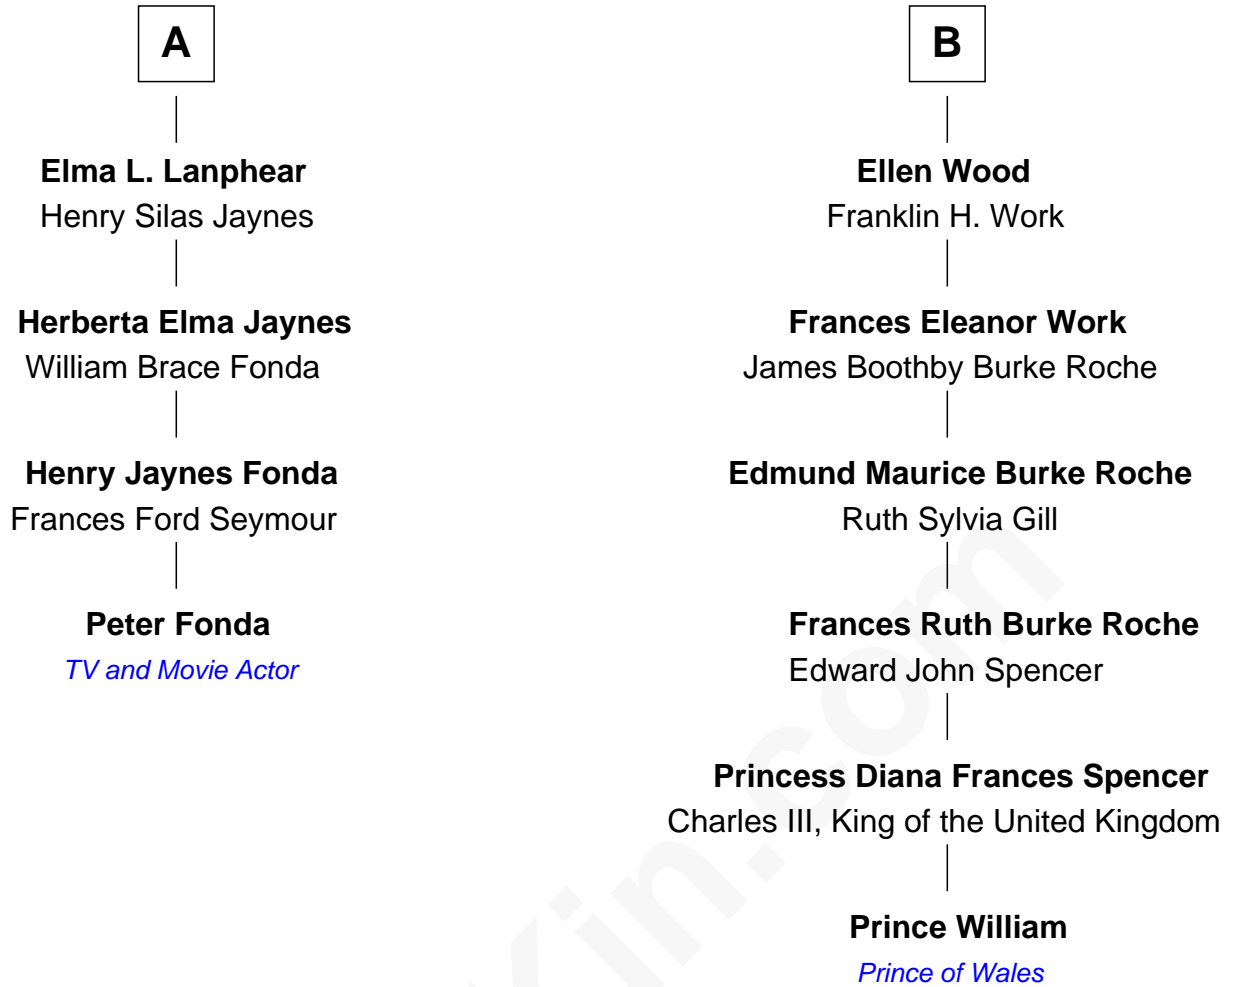 A
Elma L. Lanphear
Henry Silas Jaynes
Herberta Elma Jaynes
William Brace Fonda
Henry Jaynes Fonda
Frances Ford Seymour
Peter Fonda
TV and Movie Actor
B
Ellen Wood
Franklin H. Work
Frances Eleanor Work
James Boothby Burke Roche
Edmund Maurice Burke Roche
Ruth Sylvia Gill
Frances Ruth Burke Roche
Edward John Spencer
Princess Diana Frances Spencer
Charles III, King of the United Kingdom
Prince William
Prince of Wales
Kin.com